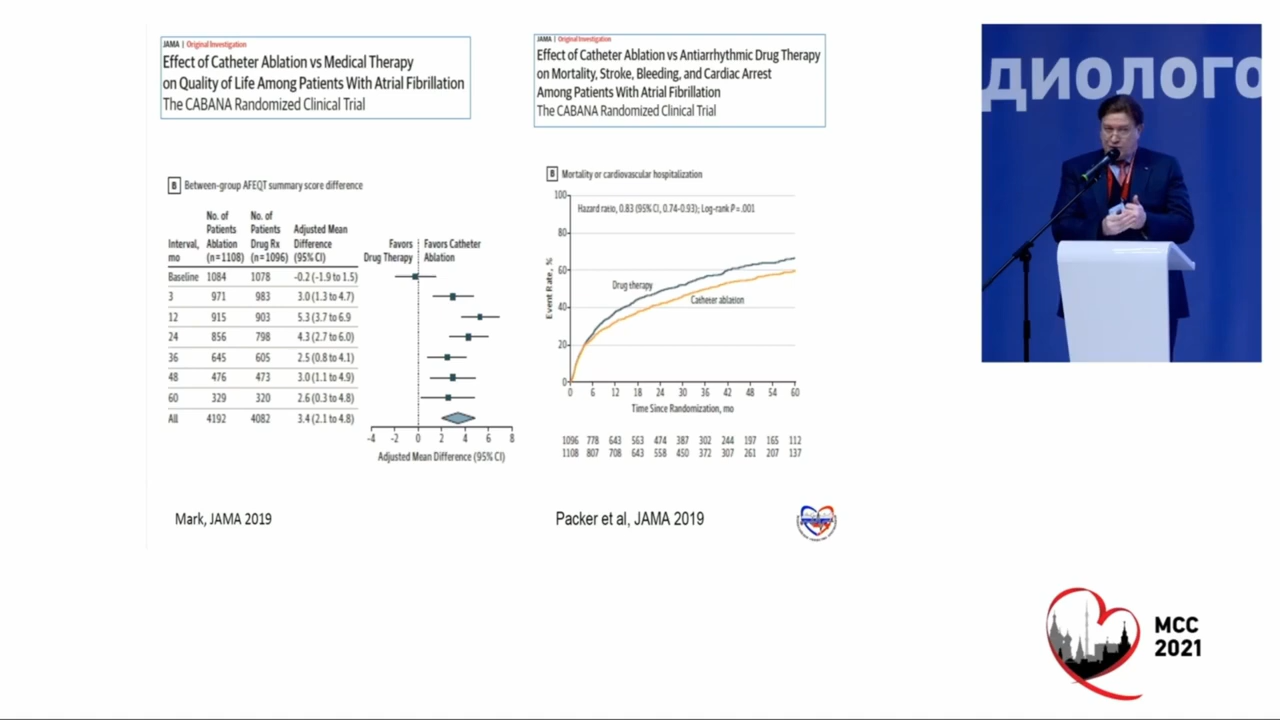 JAMA | Original Investigation
Effect of Catheter Ablation vs Medical Therapy
on Quality of Life Among Patients With Atrial Fibrillation
The CABANA Randomized Clinical Trial
B Between-group AFEQT summary score difference
Interval, mo No. of Patients Ablation (n=1108) No. of Patients Drug Rx (n=1096) Adjusted Mean Difference (95% CI) Favors Drug Therapy Favors Catheter Ablation
Baseline 1084 1078 -0.2 (-1.9 to 1.5)
3 971 983 3.0 (1.3 to 4.7)
12 915 903 5.3 (3.7 to 6.9
24 856 798 4.3 (2.7 to 6.0)
36 645 605 2.5 (0.8 to 4.1)
48 476 473 3.0 (1.1 to 4.9)
60 329 320 2.6 (0.3 to 4.8)
All 4192 4082 3.4 (2.1 to 4.8)
-4 -2 0 2 4 6 8
Adjusted Mean Difference (95% CI)
Mark, JAMA 2019
JAMA | Original Investigation
Effect of Catheter Ablation vs Antiarrhythmic Drug Therapy
on Mortality, Stroke, Bleeding, and Cardiac Arrest
Among Patients With Atrial Fibrillation
The CABANA Randomized Clinical Trial
B Mortality or cardiovascular hospitalization
Hazard ratio, 0.83 (95% CI, 0.74-0.93); Log-rank P=.001
100
80
60
40
20
0
Event Rate, %
Drug therapy
Catheter ablation
0 6 12 18 24 30 36 42 48 54 60
Time Since Randomization, mo
1096 778 643 563 474 387 302 244 197 165 112
1108 807 708 643 558 450 372 307 261 207 137
Packer et al, JAMA 2019
диолого
МСС
2021